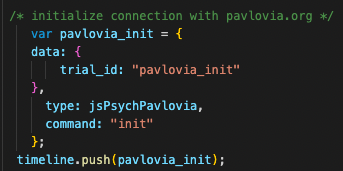 /* initialize connection with pavlovia.org */
var pavlovia_init = {
data: {
trial_id: "pavlovia_init"
},
type: jsPsychPavlovia,
command: "init"
};
timeline.push(pavlovia_init);